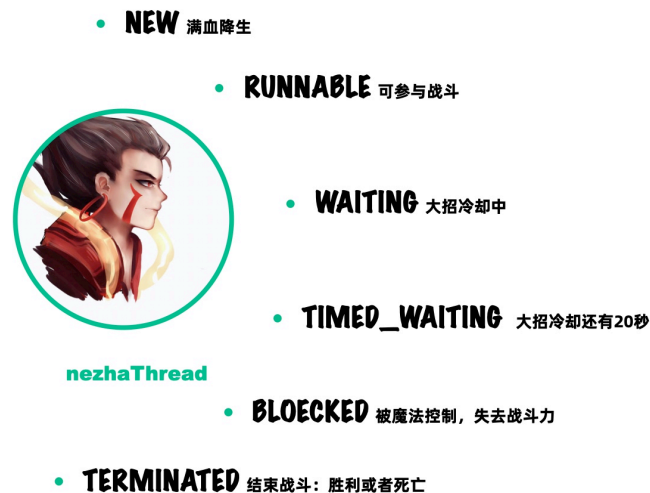 NEW 满血降生
RUNNABLE 可参与战斗
WAITING 大招冷却中
TIMED_WAITING 大招冷却还有20秒
nezhaThread
BLOECKED 被魔法控制，失去战斗力
TERMINATED 结束战斗：胜利或者死亡